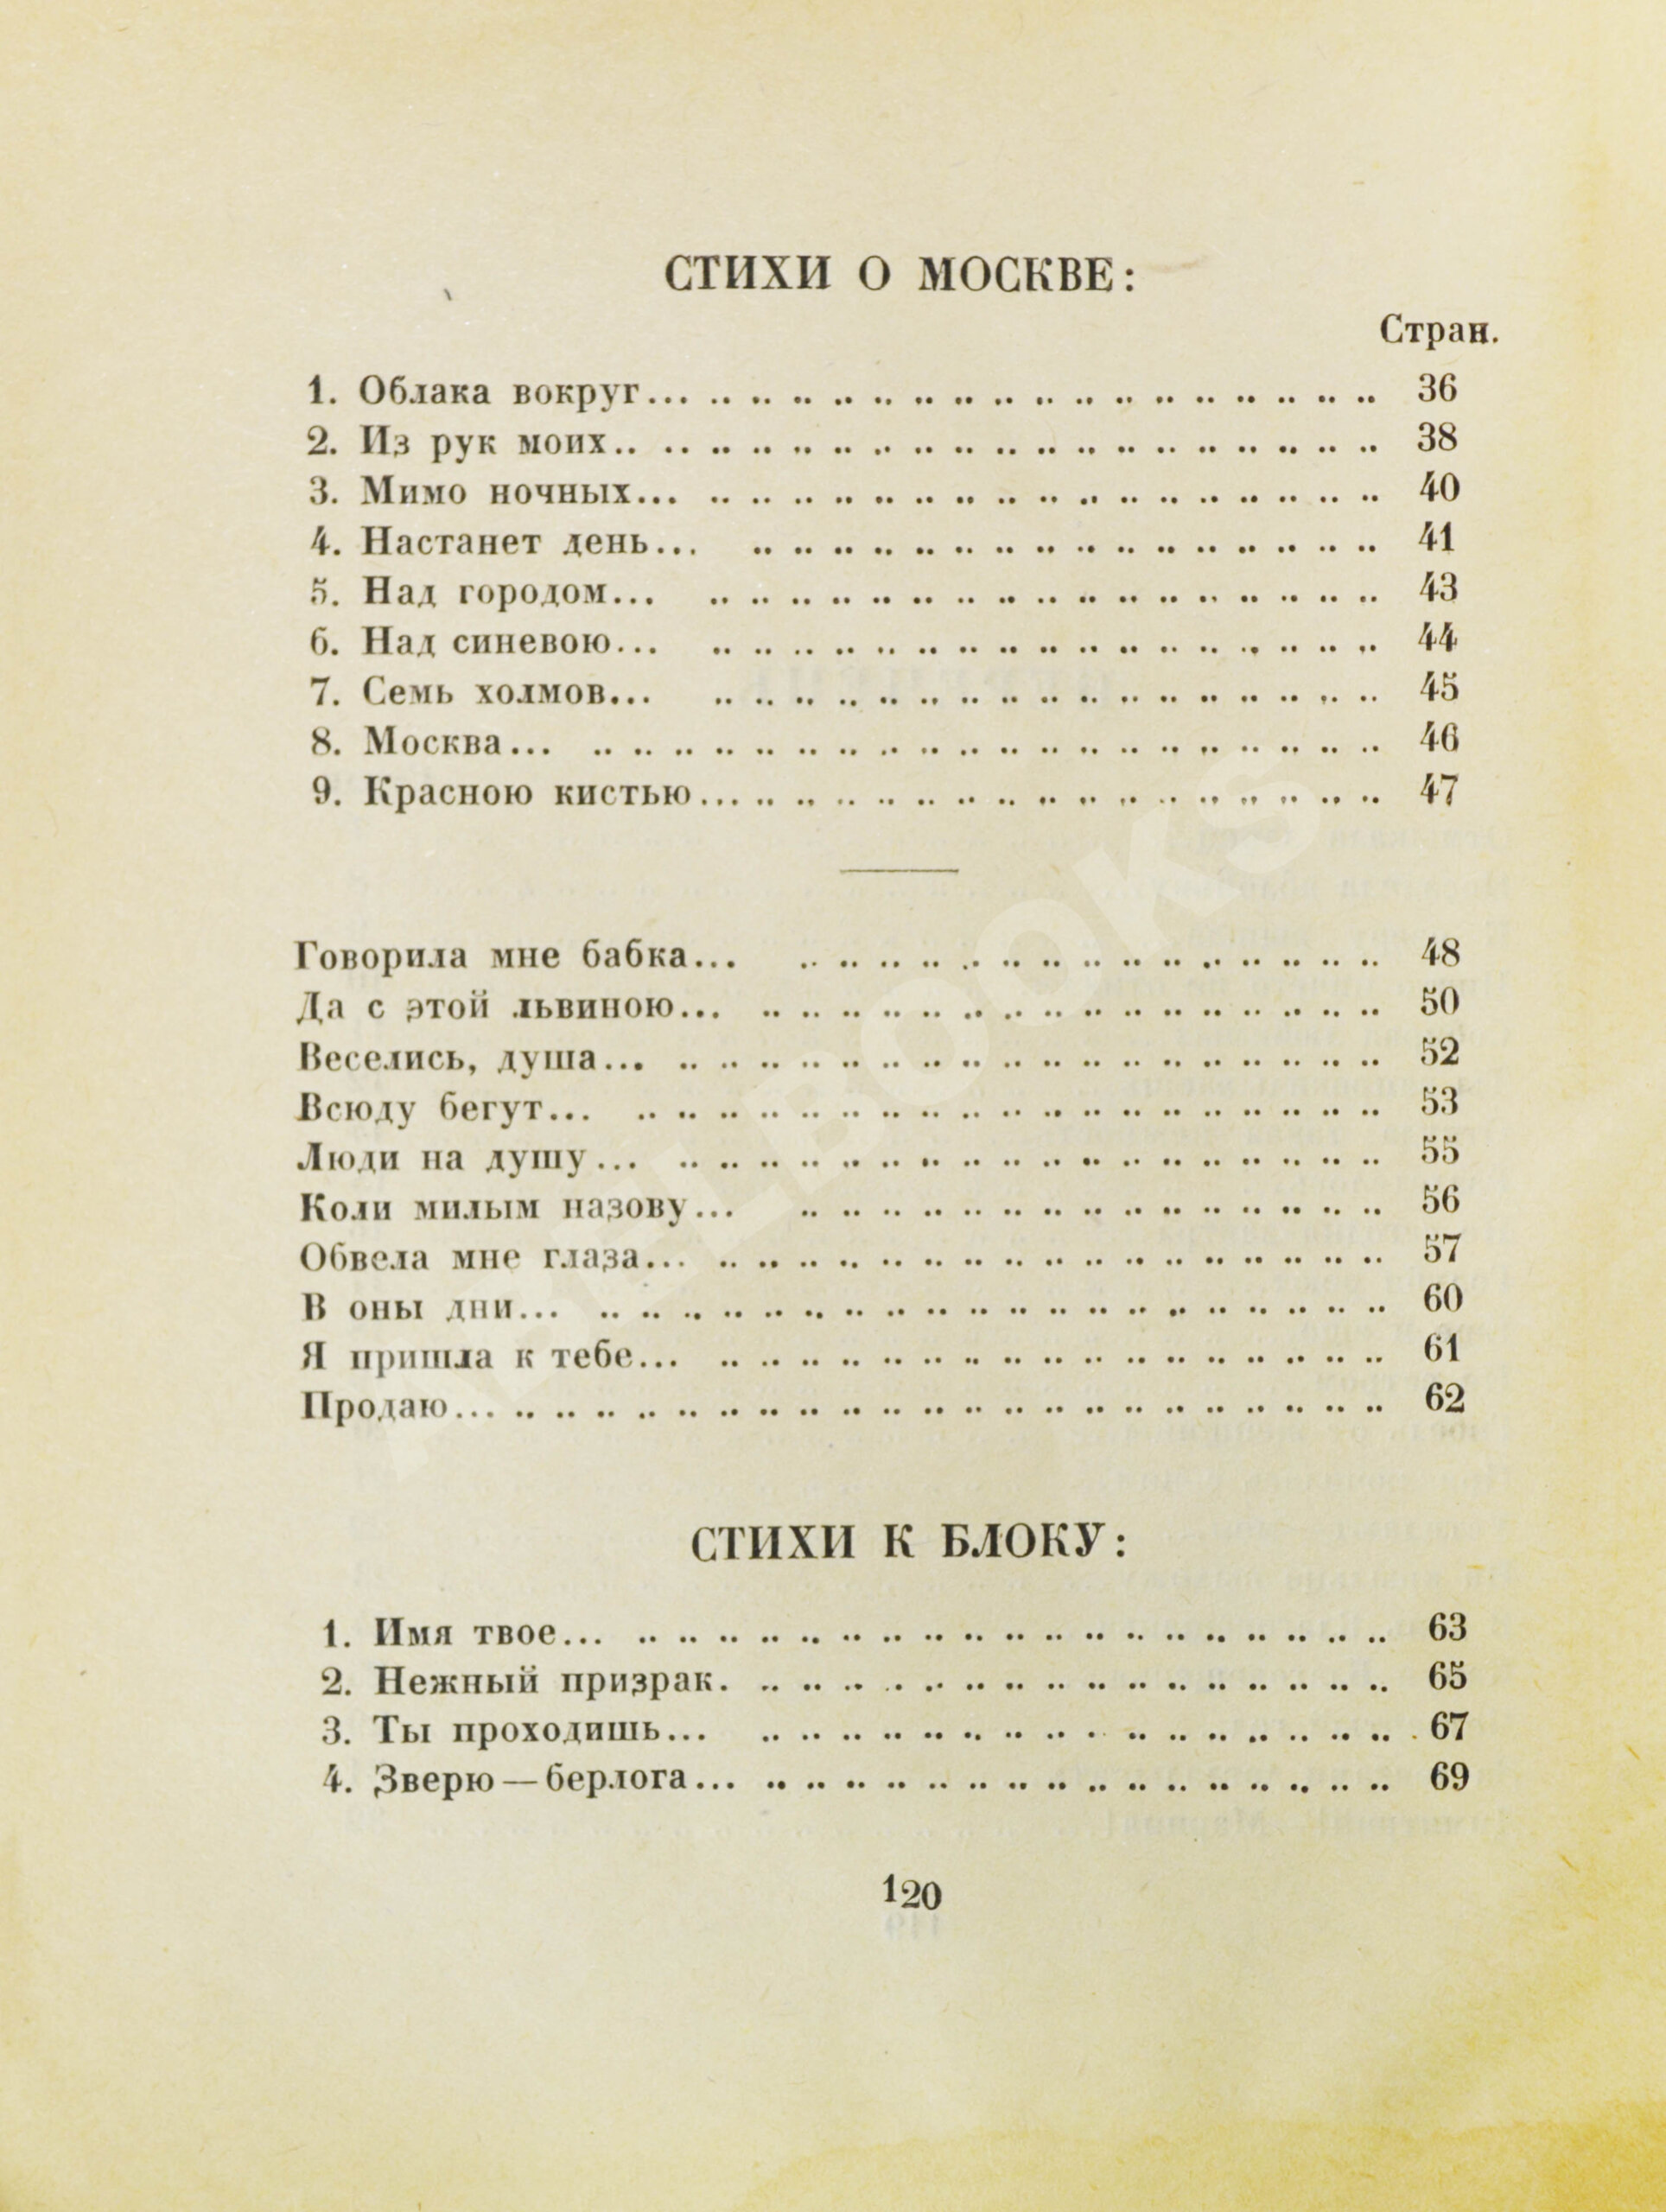 СТИХИ О МОСКВЕ:
Стран.
1. Облака вокруг... 36
2. Из рук моих.. 38
3. Мимо ночных... 40
4. Настанет день... 41
5. Над городом... 43
6. Над синевою... 44
7. Семь холмов... 45
8. Москва... 46
9. Красною кистью... 47
Говорила мне бабка... 48
Да с этой львиною... 50
Веселись, душа... 52
Всюду бегут... 53
Люди на душу... 55
Коли милым назову... 56
Обвела мне глаза... 57
В оны дни... 60
Я пришла к тебе... 61
Продаю... 62
СТИХИ К БЛОКУ:
1. Имя твое... 63
2. Нежный призрак. 65
3. Ты проходишь... 67
4. Зверю — берлога... 69
120